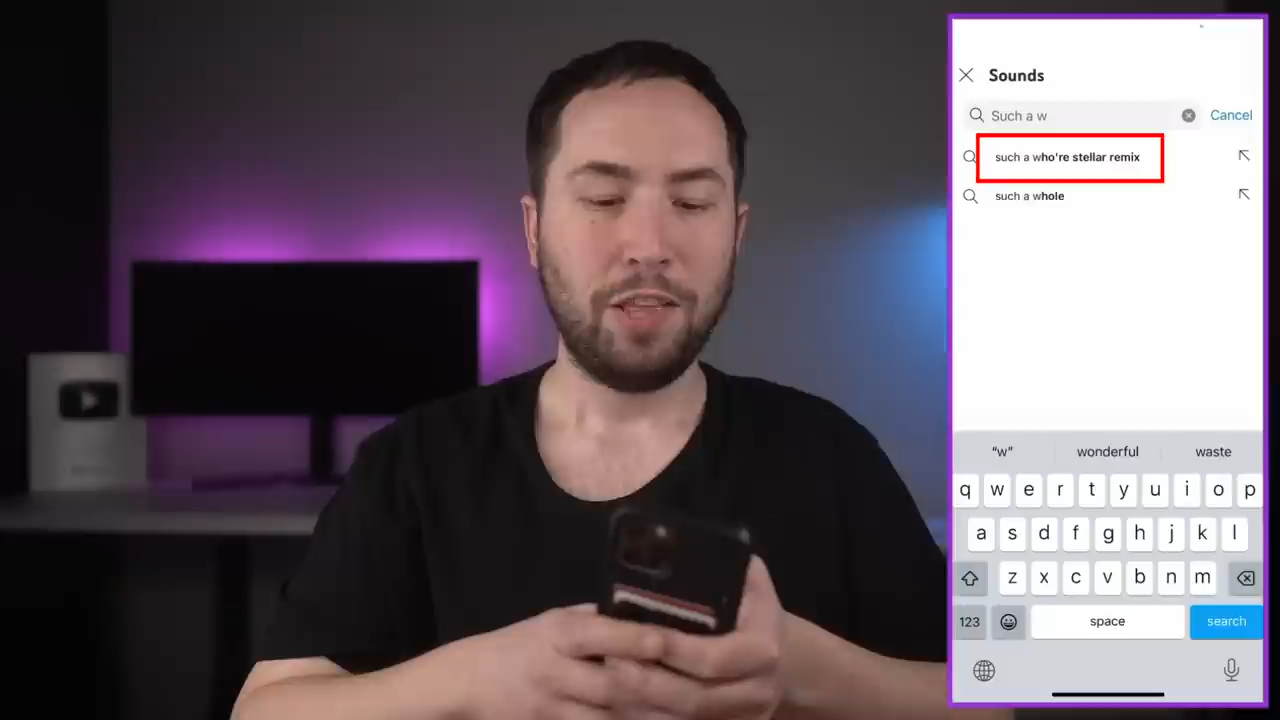 Sounds
Such a w
Cancel
such a who're stellar remix
such a whole
“w”
wonderful
waste
q w e r t y u i o p
a s d f g h j k l
z x c v b n m
123
space
search